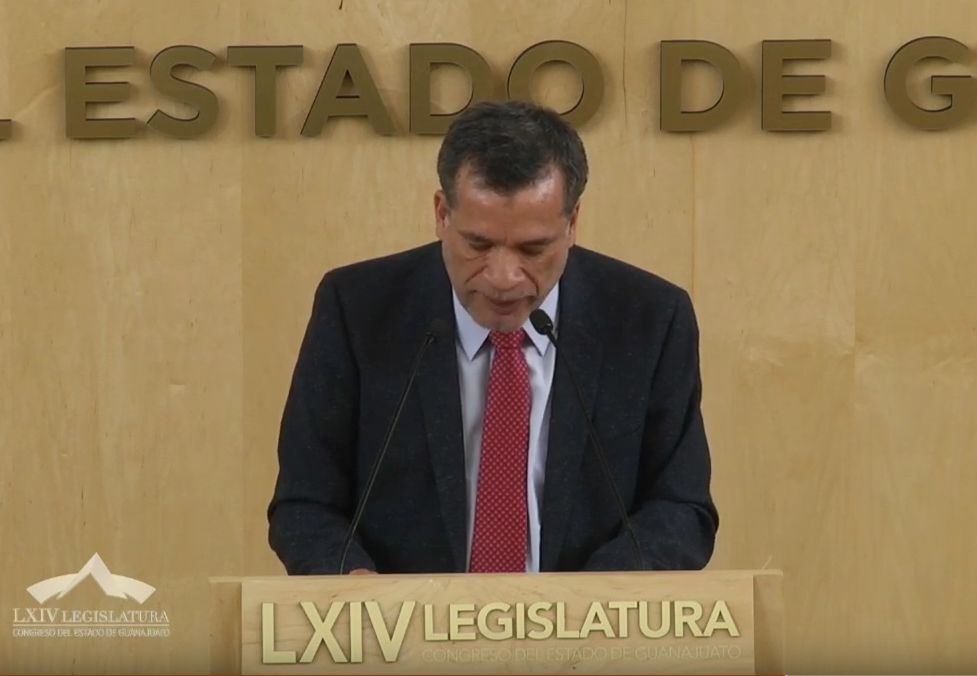 L ESTADO DE G
LXIV LEGISLATURA
CONGRESO DEL ESTADO DE GUANAJUATO
LXIV LEGISLATURA
CONGRESO DEL ESTADO DE GUANAJUATO